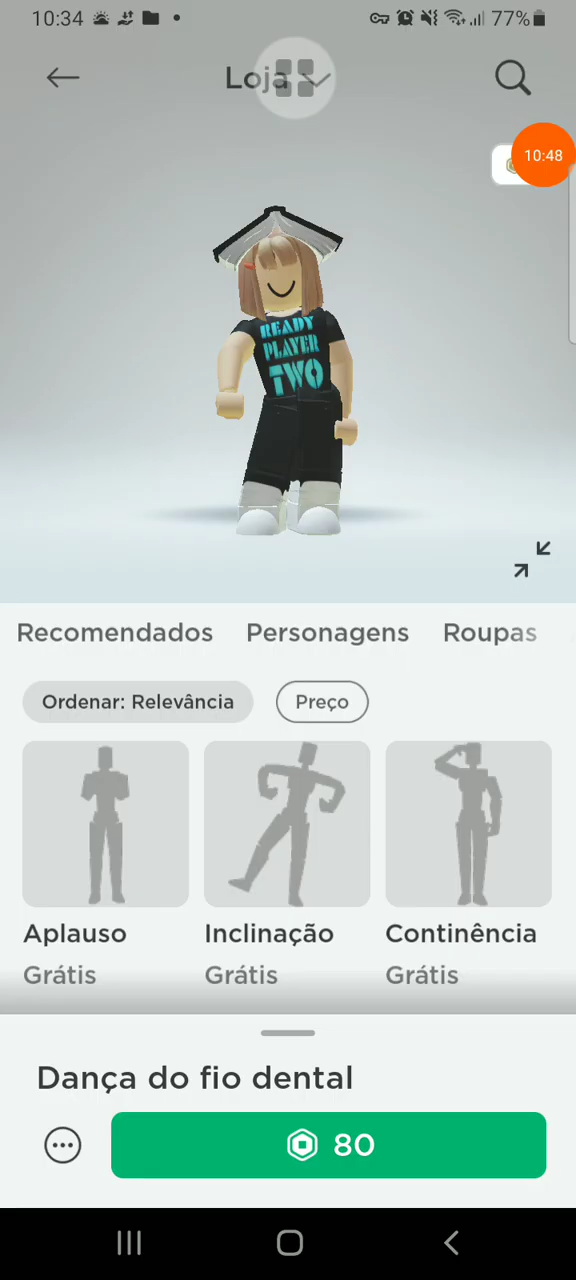 10:34
77%
Loja
10:48
READY
PLAYER
TWO
Recomendados Personagens Roupas
Ordenar: Relevância Preço
Aplauso Inclinação Continência
Grátis Grátis Grátis
Dança do fio dental
80